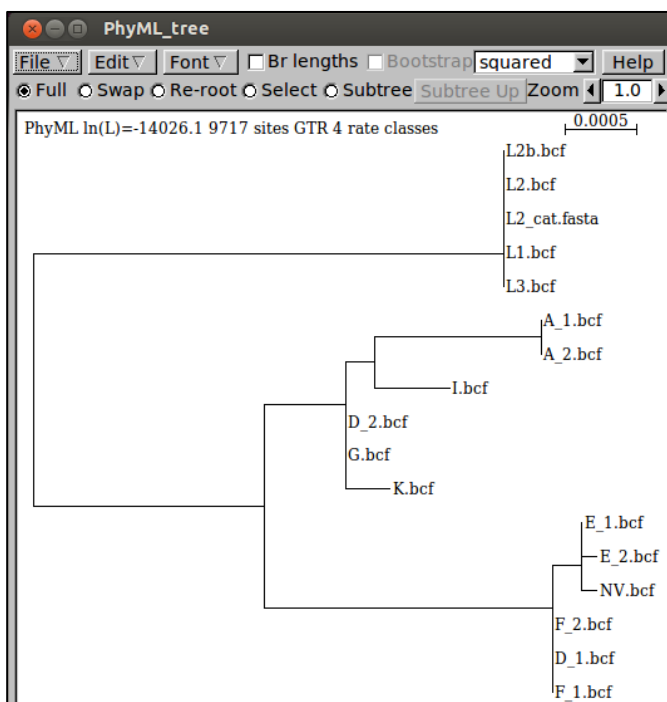 PhyML_tree
File Edit Font Br lengths Bootstrap squared Help
Full Swap Re-root Select Subtree Subtree Up Zoom 1.0
PhyML ln(L)=-14026.1 9717 sites GTR 4 rate classes 0.0005
L2b.bcf
L2.bcf
L2_cat.fasta
L1.bcf
L3.bcf
A_1.bcf
A_2.bcf
I.bcf
D_2.bcf
G.bcf
K.bcf
E_1.bcf
E_2.bcf
NV.bcf
F_2.bcf
D_1.bcf
F_1.bcf